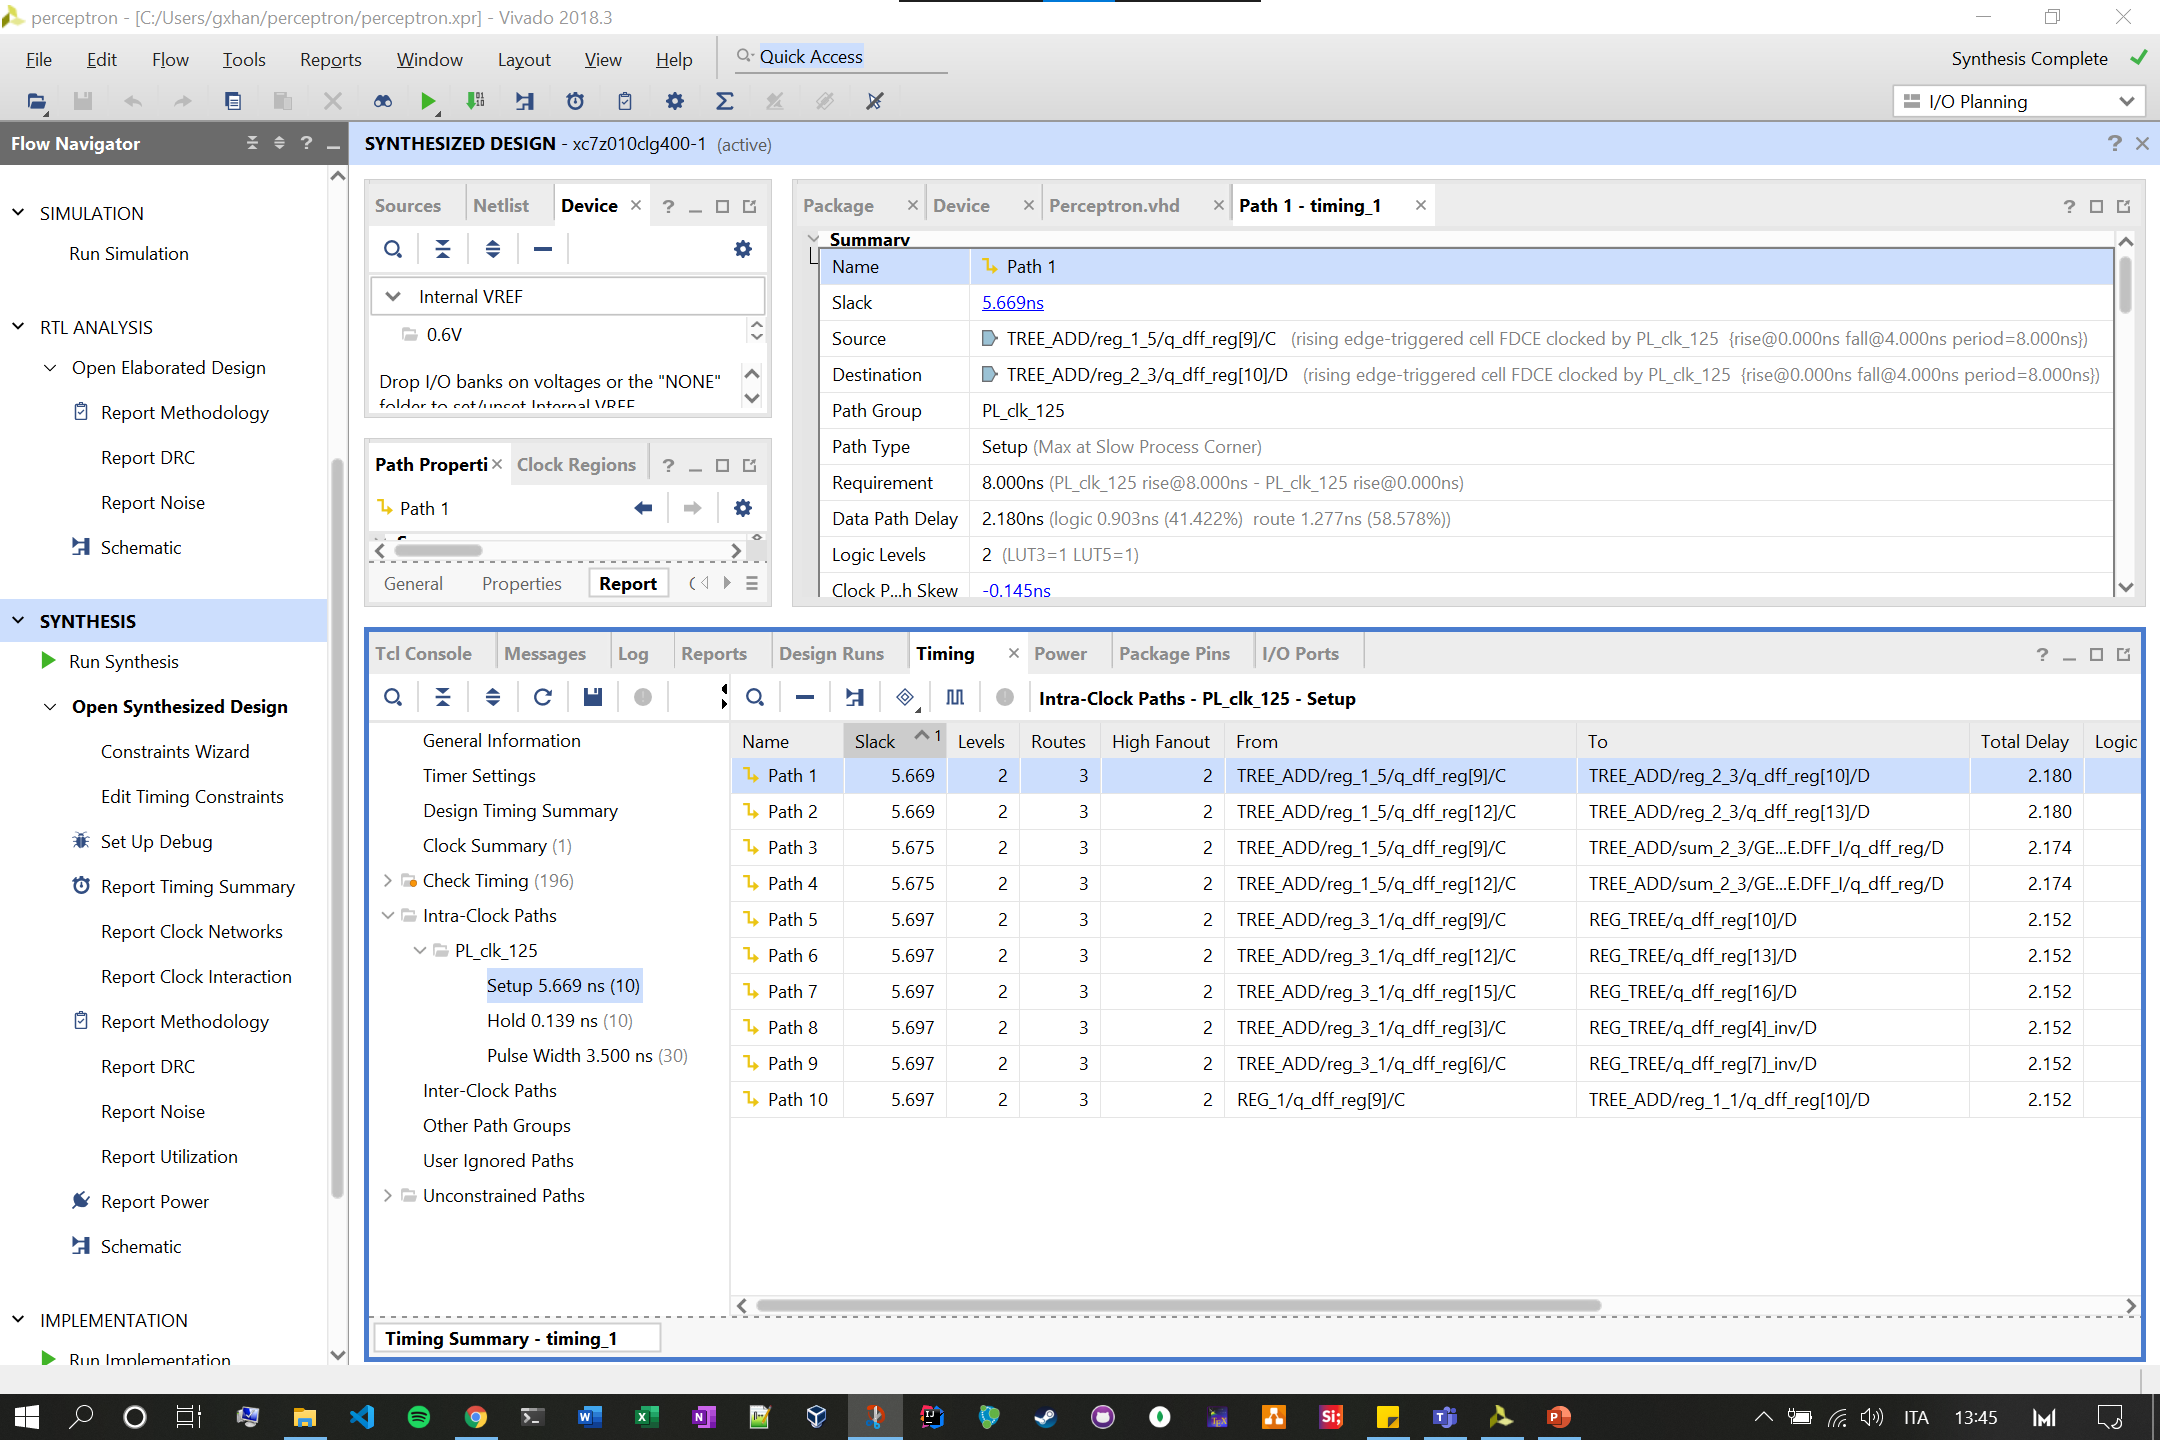 perceptron - [C:/Users/gxhan/perceptron/perceptron.xpr] - Vivado 2018.3
File Edit Flow Tools Reports Window Layout View Help Quick Access
Synthesis Complete
I/O Planning
Flow Navigator
SYNTHESIZED DESIGN - xc7z010clg400-1 (active)
SIMULATION
Run Simulation
RTL ANALYSIS
Open Elaborated Design
Report Methodology
Report DRC
Report Noise
Schematic
SYNTHESIS
Run Synthesis
Open Synthesized Design
Constraints Wizard
Edit Timing Constraints
Set Up Debug
Report Timing Summary
Report Clock Networks
Report Clock Interaction
Report Methodology
Report DRC
Report Noise
Report Utilization
Report Power
Schematic
IMPLEMENTATION
Run Implementation
Sources Netlist Device
Internal VREF
0.6V
Drop I/O banks on voltages or the "NONE"
folder to set/unset Internal VREF
Path Properti Clock Regions
Path 1
General Properties Report
Package Device Perceptron.vhd Path 1 - timing_1
Summary
Name Path 1
Slack 5.669ns
Source TREE_ADD/reg_1_5/q_dff_reg[9]/C (rising edge-triggered cell FDCE clocked by PL_clk_125 {rise@0.000ns fall@4.000ns period=8.000ns})
Destination TREE_ADD/reg_2_3/q_dff_reg[10]/D (rising edge-triggered cell FDCE clocked by PL_clk_125 {rise@0.000ns fall@4.000ns period=8.000ns})
Path Group PL_clk_125
Path Type Setup (Max at Slow Process Corner)
Requirement 8.000ns (PL_clk_125 rise@8.000ns - PL_clk_125 rise@0.000ns)
Data Path Delay 2.180ns (logic 0.903ns (41.422%) route 1.277ns (58.578%))
Logic Levels 2 (LUT3=1 LUT5=1)
Clock P...h Skew -0.145ns
Tcl Console Messages Log Reports Design Runs Timing Power Package Pins I/O Ports
Intra-Clock Paths - PL_clk_125 - Setup
General Information
Timer Settings
Design Timing Summary
Clock Summary (1)
Check Timing (196)
Intra-Clock Paths
PL_clk_125
Setup 5.669 ns (10)
Hold 0.139 ns (10)
Pulse Width 3.500 ns (30)
Inter-Clock Paths
Other Path Groups
User Ignored Paths
Unconstrained Paths
Name Slack 1 Levels Routes High Fanout From To Total Delay Logic
Path 1 5.669 2 3 2 TREE_ADD/reg_1_5/q_dff_reg[9]/C TREE_ADD/reg_2_3/q_dff_reg[10]/D 2.180
Path 2 5.669 2 3 2 TREE_ADD/reg_1_5/q_dff_reg[12]/C TREE_ADD/reg_2_3/q_dff_reg[13]/D 2.180
Path 3 5.675 2 3 2 TREE_ADD/reg_1_5/q_dff_reg[9]/C TREE_ADD/sum_2_3/GE...E.DFF_I/q_dff_reg/D 2.174
Path 4 5.675 2 3 2 TREE_ADD/reg_1_5/q_dff_reg[12]/C TREE_ADD/sum_2_3/GE...E.DFF_I/q_dff_reg/D 2.174
Path 5 5.697 2 3 2 TREE_ADD/reg_3_1/q_dff_reg[9]/C REG_TREE/q_dff_reg[10]/D 2.152
Path 6 5.697 2 3 2 TREE_ADD/reg_3_1/q_dff_reg[12]/C REG_TREE/q_dff_reg[13]/D 2.152
Path 7 5.697 2 3 2 TREE_ADD/reg_3_1/q_dff_reg[15]/C REG_TREE/q_dff_reg[16]/D 2.152
Path 8 5.697 2 3 2 TREE_ADD/reg_3_1/q_dff_reg[3]/C REG_TREE/q_dff_reg[4]_inv/D 2.152
Path 9 5.697 2 3 2 TREE_ADD/reg_3_1/q_dff_reg[6]/C REG_TREE/q_dff_reg[7]_inv/D 2.152
Path 10 5.697 2 3 2 REG_1/q_dff_reg[9]/C TREE_ADD/reg_1_1/q_dff_reg[10]/D 2.152
Timing Summary - timing_1
ITA 13:45